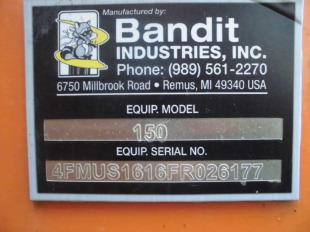 Manufactured by:
Bandit
INDUSTRIES, INC.
Phone: (989) 561-2270
6750 Millbrook Road • Remus, MI 49340 USA
EQUIP. MODEL
150
EQUIP. SERIAL NO.
4FMUS1616FR026177